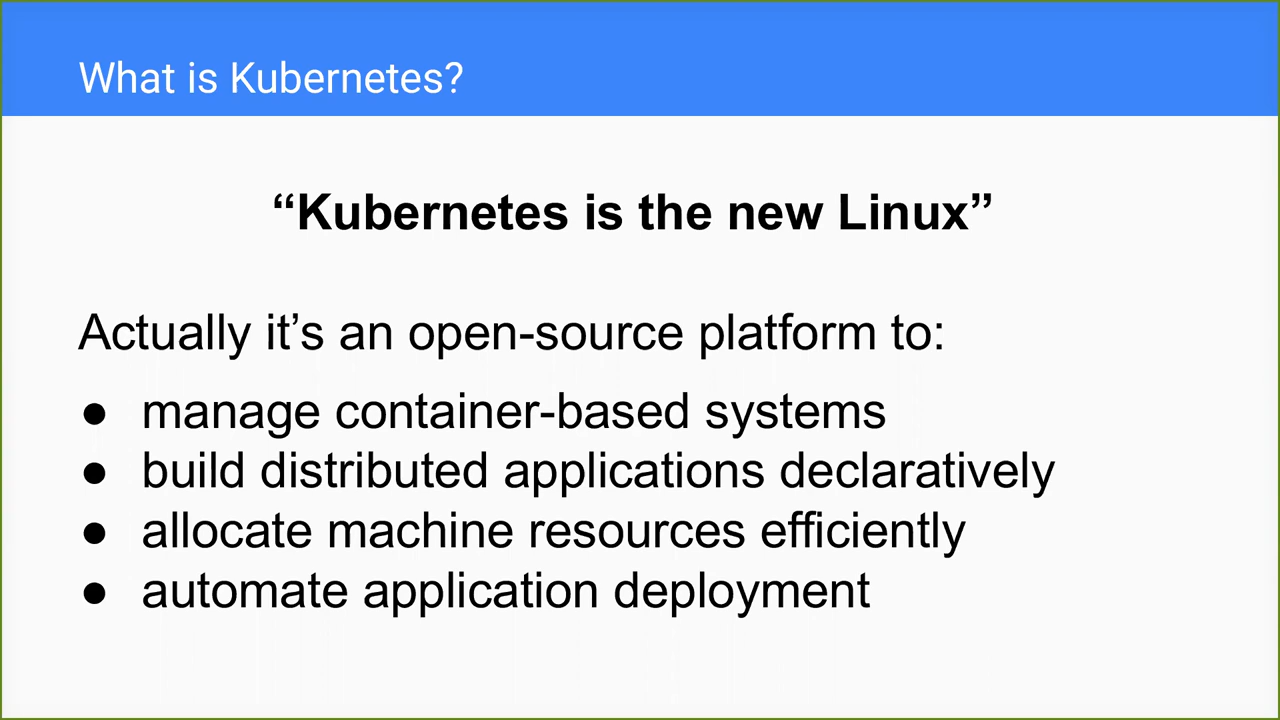 What is Kubernetes?
“Kubernetes is the new Linux”
Actually it’s an open-source platform to:
● manage container-based systems
● build distributed applications declaratively
● allocate machine resources efficiently
● automate application deployment